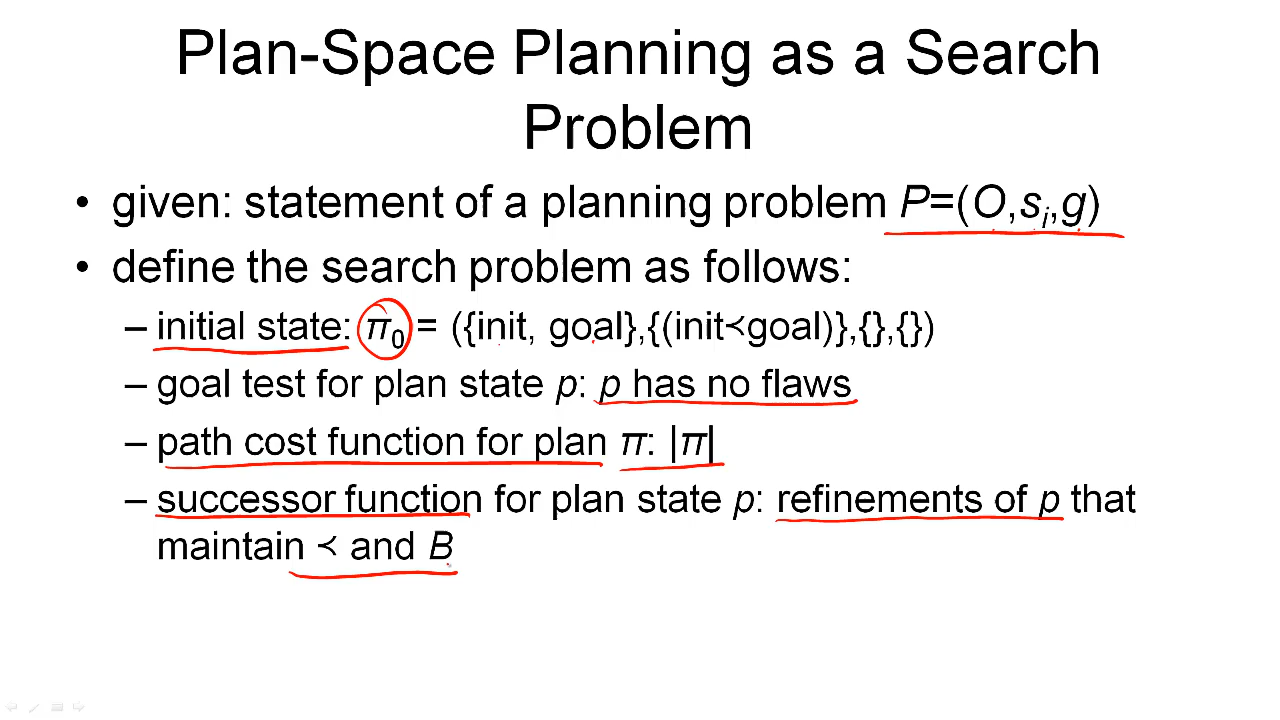 Plan-Space Planning as a Search
Problem
• given: statement of a planning problem P=(O,sᵢ,g)
• define the search problem as follows:
– initial state: π₀ = ({init, goal},{(init≺goal)},{},{})
– goal test for plan state p: p has no flaws
– path cost function for plan π: |π|
– successor function for plan state p: refinements of p that
maintain ≺ and B